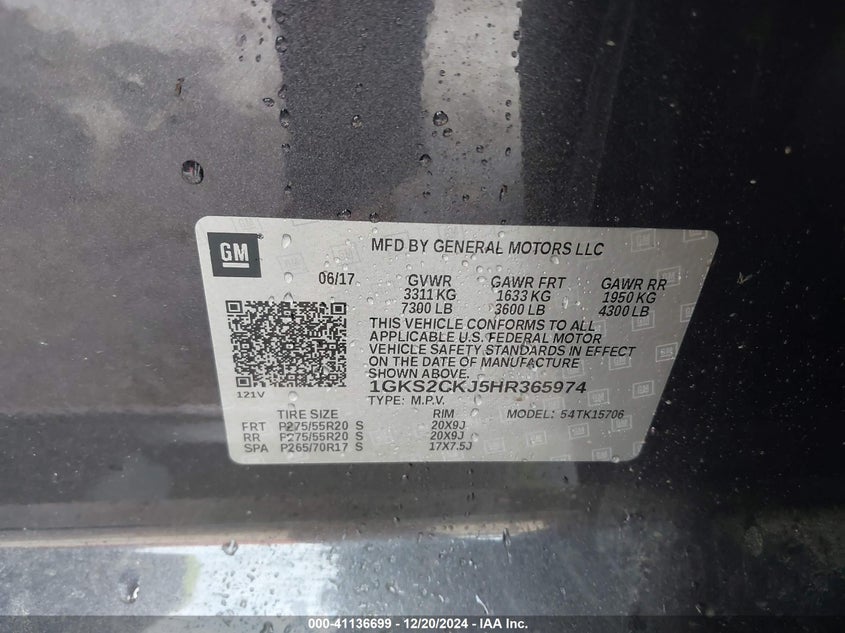 GM
MFD BY GENERAL MOTORS LLC
06/17 GVWR GAWR FRT GAWR RR
3311 KG 1633 KG 1950 KG
7300 LB 3600 LB 4300 LB
THIS VEHICLE CONFORMS TO ALL
APPLICABLE U.S. FEDERAL MOTOR
VEHICLE SAFETY STANDARDS IN EFFECT
ON THE DATE OF MANUFACTURE
SHOWN ABOVE.
1GKS2CKJ5HR365974
121V
TYPE: M.P.V. MODEL: 54TK15706
TIRE SIZE RIM
FRT P275/55R20 S 20X9J
RR P275/55R20 S 20X9J
SPA P265/70R17 S 17X7.5J
000-41136699 - 12/20/2024 - IAA Inc.